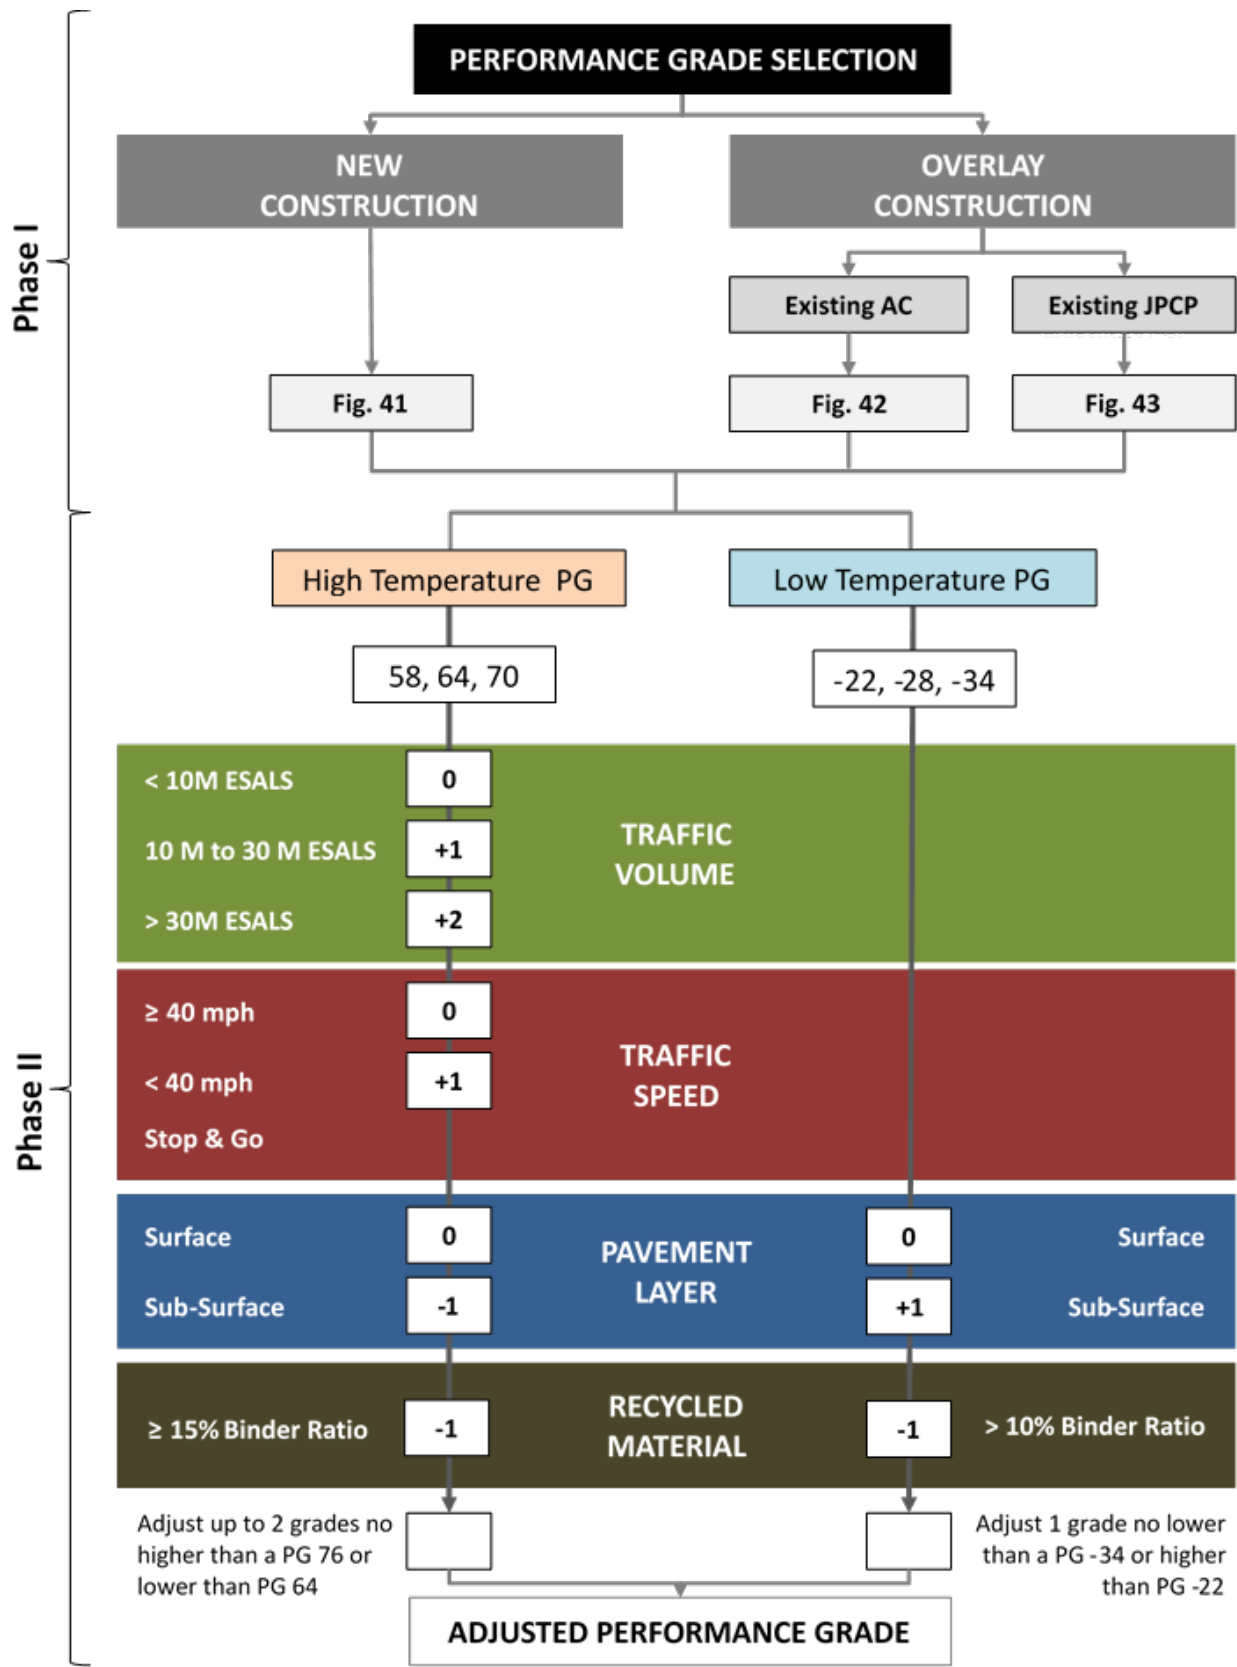 PERFORMANCE GRADE SELECTION
NEW
CONSTRUCTION
OVERLAY
CONSTRUCTION
Phase I
Existing AC
Existing JPCP
Fig. 41
Fig. 42
Fig. 43
High Temperature PG
Low Temperature PG
58, 64, 70
-22, -28, -34
Phase II
< 10M ESALS
0
10 M to 30 M ESALS
+1
> 30M ESALS
+2
TRAFFIC
VOLUME
≥ 40 mph
0
< 40 mph
+1
Stop & Go
TRAFFIC
SPEED
Surface
0
Sub-Surface
-1
PAVEMENT
LAYER
0
Surface
+1
Sub-Surface
≥ 15% Binder Ratio
-1
RECYCLED
MATERIAL
-1
> 10% Binder Ratio
Adjust up to 2 grades no
higher than a PG 76 or
lower than PG 64
Adjust 1 grade no lower
than a PG -34 or higher
than PG -22
ADJUSTED PERFORMANCE GRADE